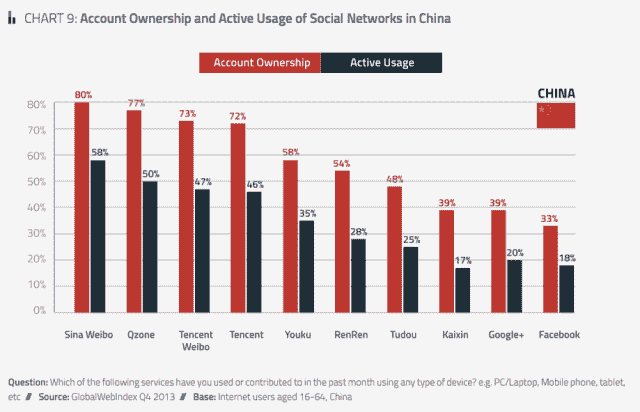 CHART 9: Account Ownership and Active Usage of Social Networks in China
Account Ownership Active Usage
CHINA
80%
70%
60%
50%
40%
30%
20%
10%
0%
80% 58% 77% 50% 73% 47% 72% 46% 58% 35% 54% 28% 48% 25% 39% 17% 39% 20% 33% 18%
Sina Weibo Qzone Tencent Weibo Tencent Youku RenRen Tudou Kaixin Google+ Facebook
Question: Which of the following services have you used or contributed to in the past month using any type of device? e.g. PC/Laptop, Mobile phone, tablet,
etc // Source: GlobalWebIndex Q4 2013 // Base: Internet users aged 16-64, China